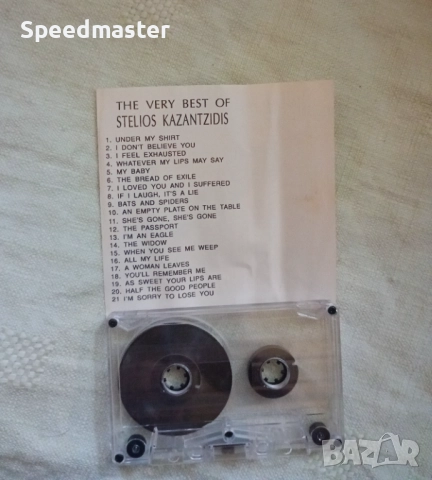 Speedmaster
THE VERY BEST OF
STELIOS KAZANTZIDIS
1. UNDER MY SHIRT
2. I DON'T BELIEVE YOU
3. I FEEL EXHAUSTED
4. WHATEVER MY LIPS MAY SAY
5. MY BABY
6. THE BREAD OF EXILE
7. I LOVED YOU AND I SUFFERED
8. IF I LAUGH, IT'S A LIE
9. BATS AND SPIDERS
10. AN EMPTY PLATE ON THE TABLE
11. SHE'S GONE, SHE'S GONE
12. THE PASSPORT
13. I'M AN EAGLE
14. THE WIDOW
15. WHEN YOU SEE ME WEEP
16. ALL MY LIFE
17. A WOMAN LEAVES
18. YOU'LL REMEMBER ME
19. AS SWEET YOUR LIPS ARE
20. HALF THE GOOD PEOPLE
21 I'M SORRY TO LOSE YOU
BAZAR